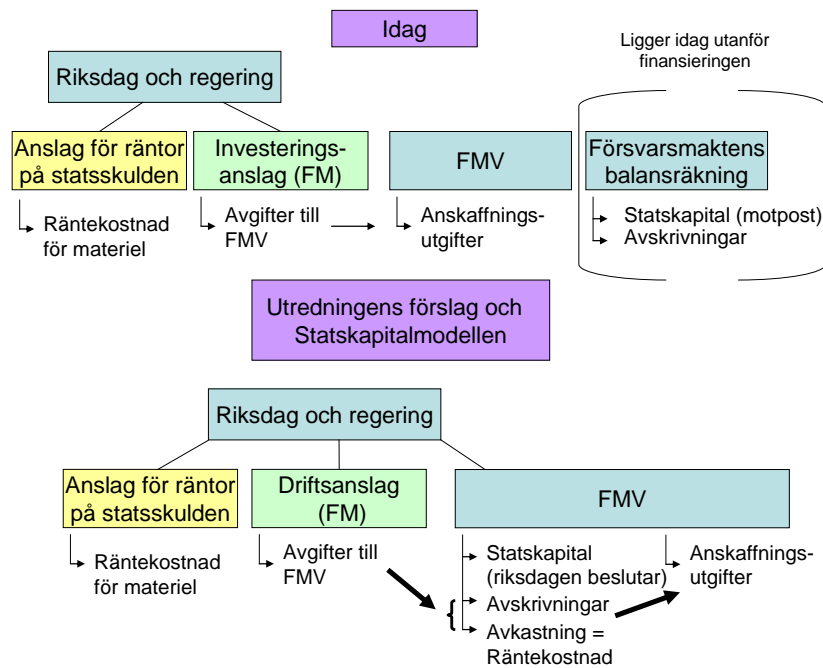 Idag
Ligger idag utanför
finansieringen
Riksdag och regering
Anslag för räntor
på statsskulden
Investerings-
anslag (FM)
FMV
Försvarsmaktens
balansräkning
Räntekostnad
för materiel
Avgifter till
FMV
Anskaffnings-
utgifter
Statskapital (motpost)
Avskrivningar
Utredningens förslag och
Statskapitalmodellen
Riksdag och regering
Anslag för räntor
på statsskulden
Driftsanslag
(FM)
FMV
Räntekostnad
för materiel
Avgifter till
FMV
Statskapital
(riksdagen beslutar)
Avskrivningar
Avkastning =
Räntekostnad
Anskaffnings-
utgifter